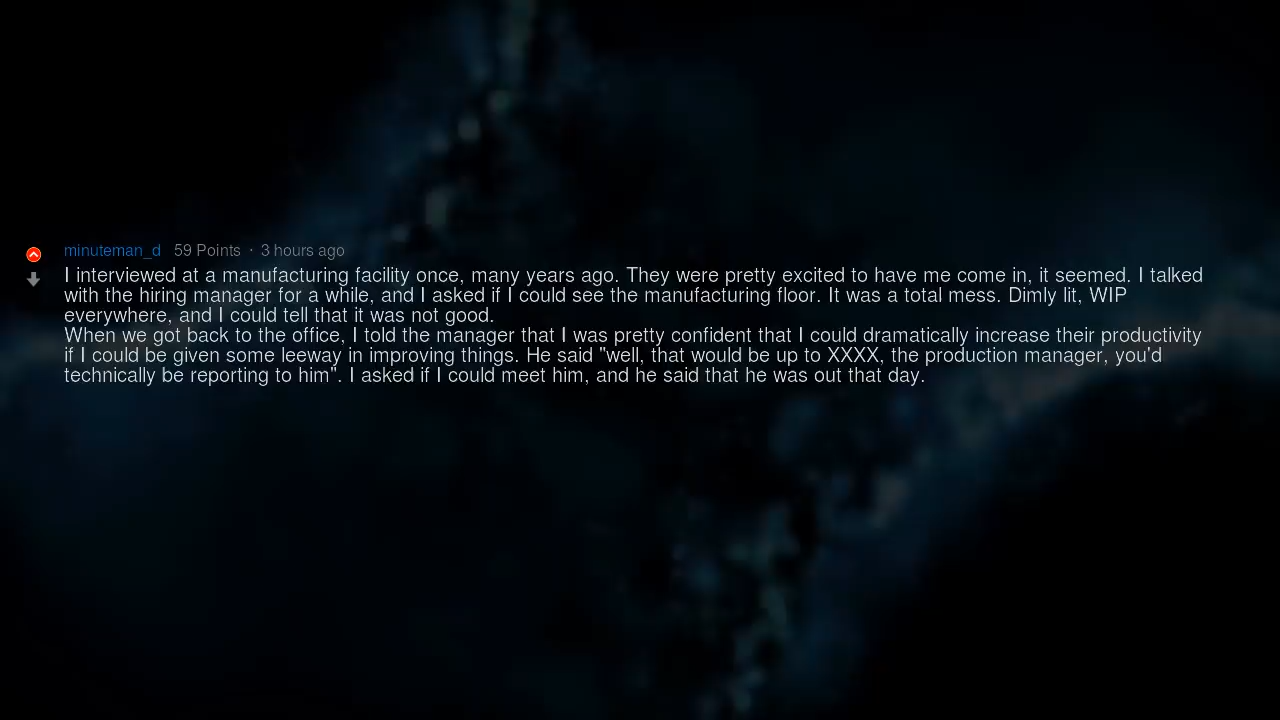 minuteman_d 59 Points · 3 hours ago
I interviewed at a manufacturing facility once, many years ago. They were pretty excited to have me come in, it seemed. I talked
with the hiring manager for a while, and I asked if I could see the manufacturing floor. It was a total mess. Dimly lit, WIP
everywhere, and I could tell that it was not good.
When we got back to the office, I told the manager that I was pretty confident that I could dramatically increase their productivity
if I could be given some leeway in improving things. He said "well, that would be up to XXXX, the production manager, you'd
technically be reporting to him". I asked if I could meet him, and he said that he was out that day.